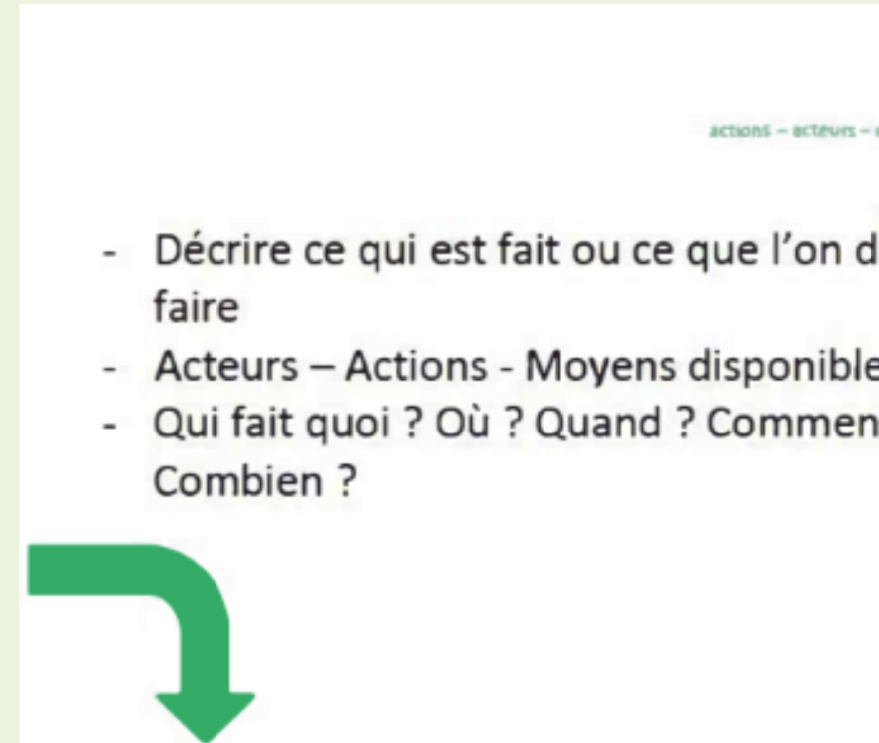 actions – acteurs –
- Décrire ce qui est fait ou ce que l'on d
faire
- Acteurs – Actions - Moyens disponible
- Qui fait quoi ? Où ? Quand ? Commen
Combien ?